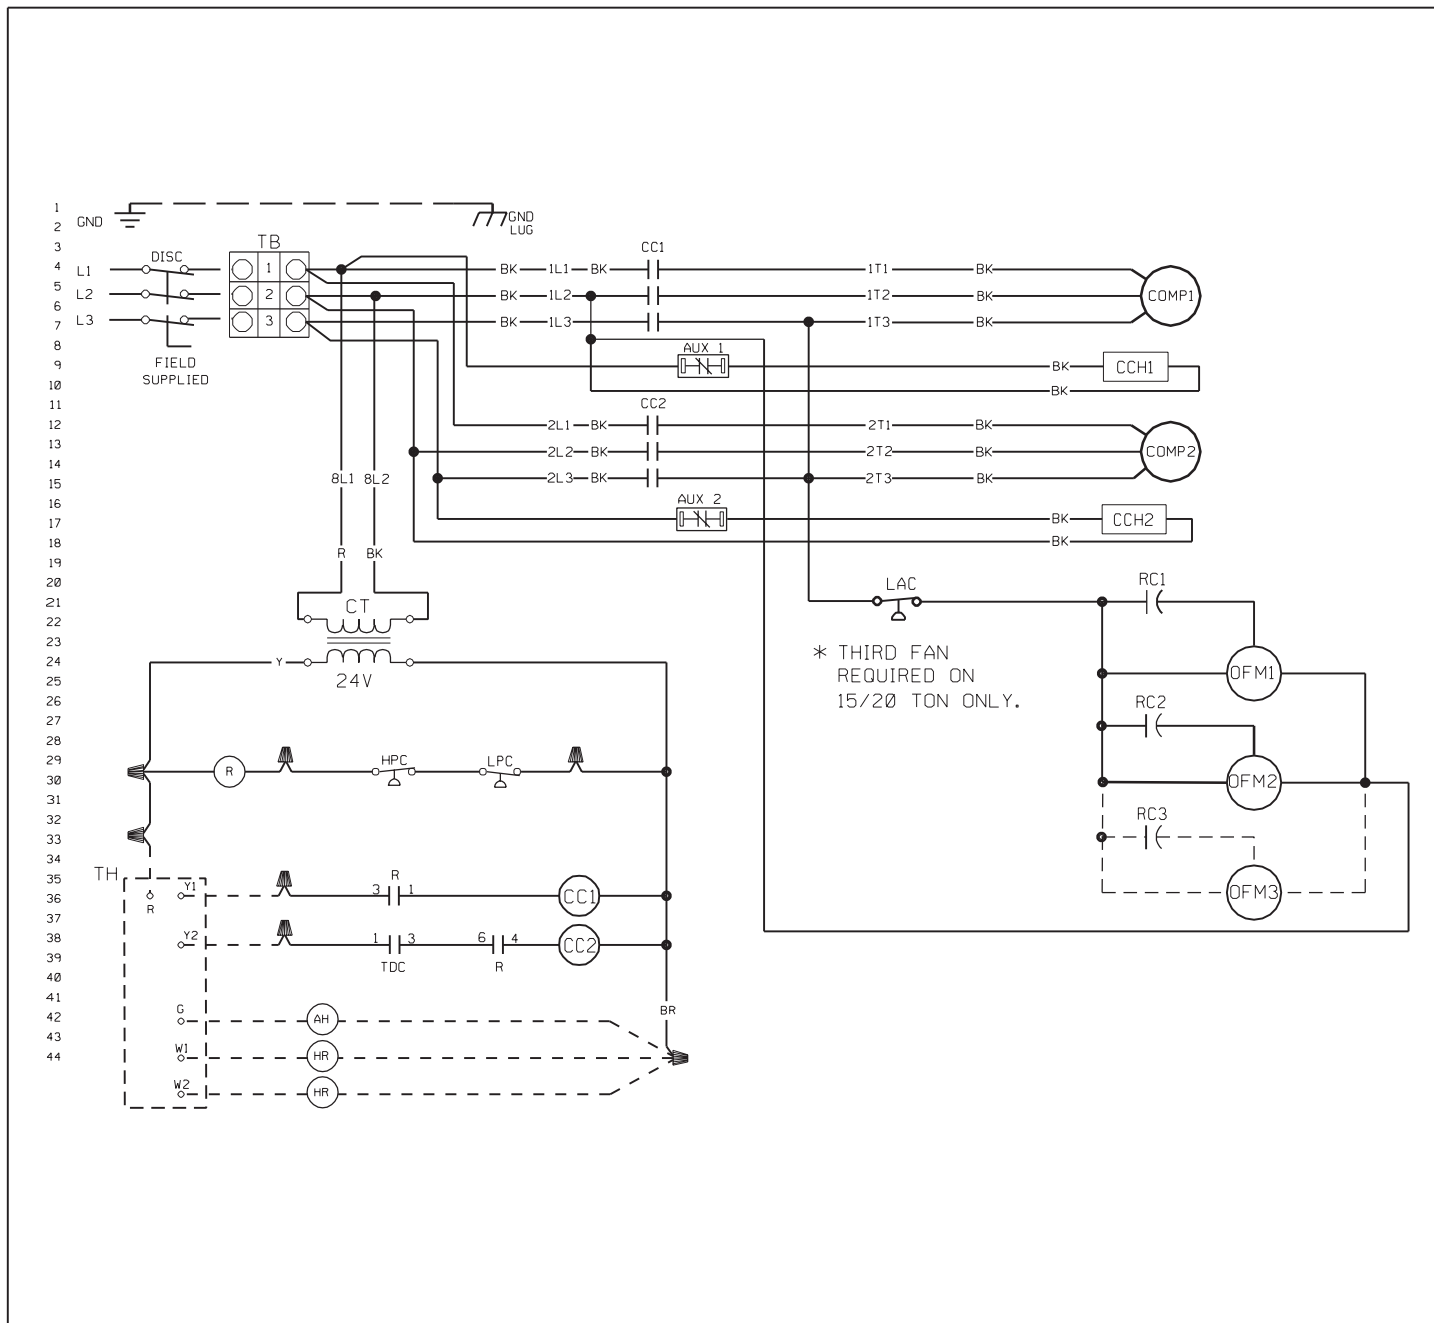 1
2
GND
GND
LUG
3
TB
CC1
DISC
4
L1
1
BK
1L1
BK
1T1
BK
5
L2
2
BK
1L2
BK
1T2
BK
COMP1
6
7
L3
3
BK
1L3
BK
1T3
BK
8
AUX 1
9
FIELD
SUPPLIED
BK
CCH1
10
BK
11
CC2
12
2L1
BK
2T1
BK
13
2L2
BK
2T2
BK
COMP2
14
15
8L1
8L2
2L3
BK
2T3
BK
16
AUX 2
17
BK
CCH2
18
BK
19
R
BK
20
LAC
RC1
21
CT
22
23
* THIRD FAN
REQUIRED ON
15/20 TON ONLY.
24
Y
24V
25
OFM1
26
RC2
27
28
29
HPC
LPC
30
R
OFM2
31
32
RC3
33
34
TH
35
R
36
R
Y1
3
1
CC1
OFM3
37
38
Y2
1
3
TDC
6
4
R
CC2
39
40
41
BR
42
G
AH
43
W1
HR
44
W2
HR